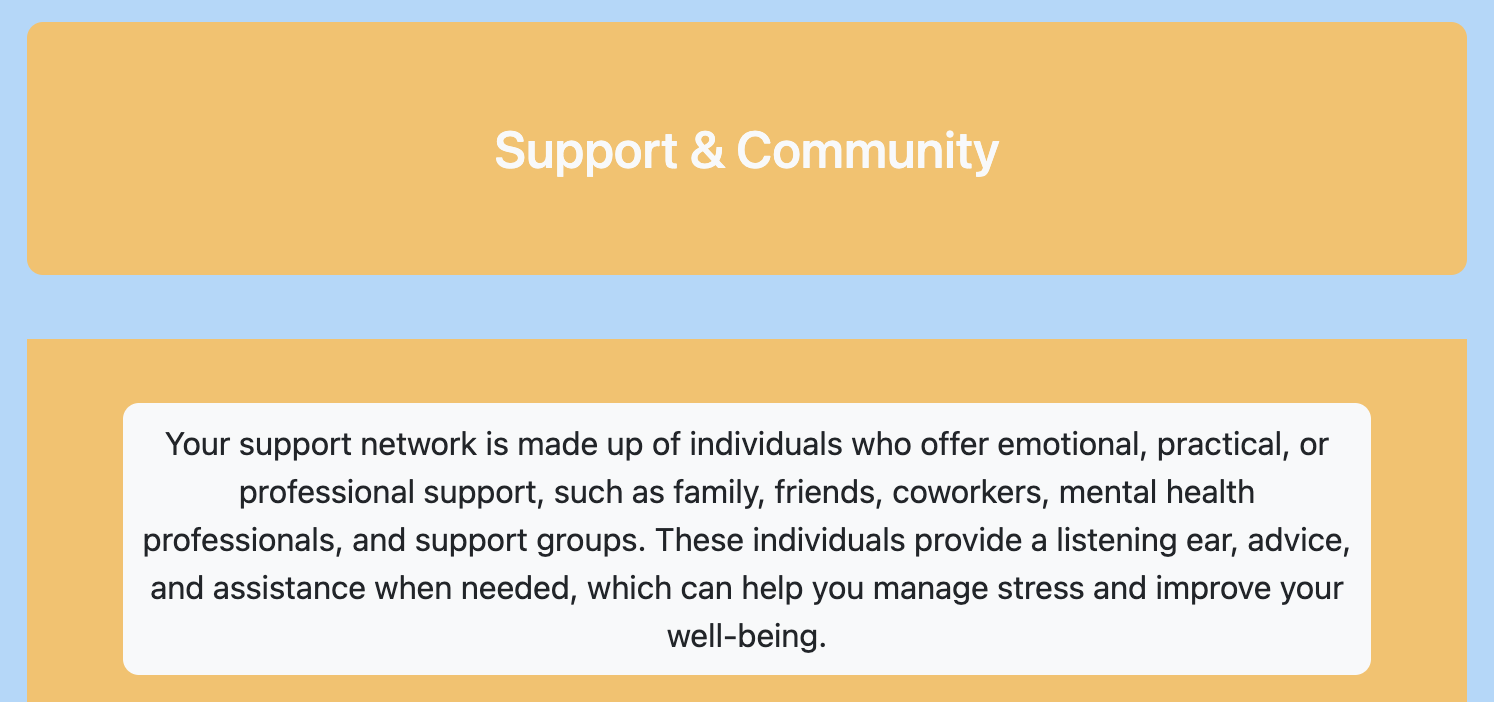 Support & Community
Your support network is made up of individuals who offer emotional, practical, or
professional support, such as family, friends, coworkers, mental health
professionals, and support groups. These individuals provide a listening ear, advice,
and assistance when needed, which can help you manage stress and improve your
well-being.